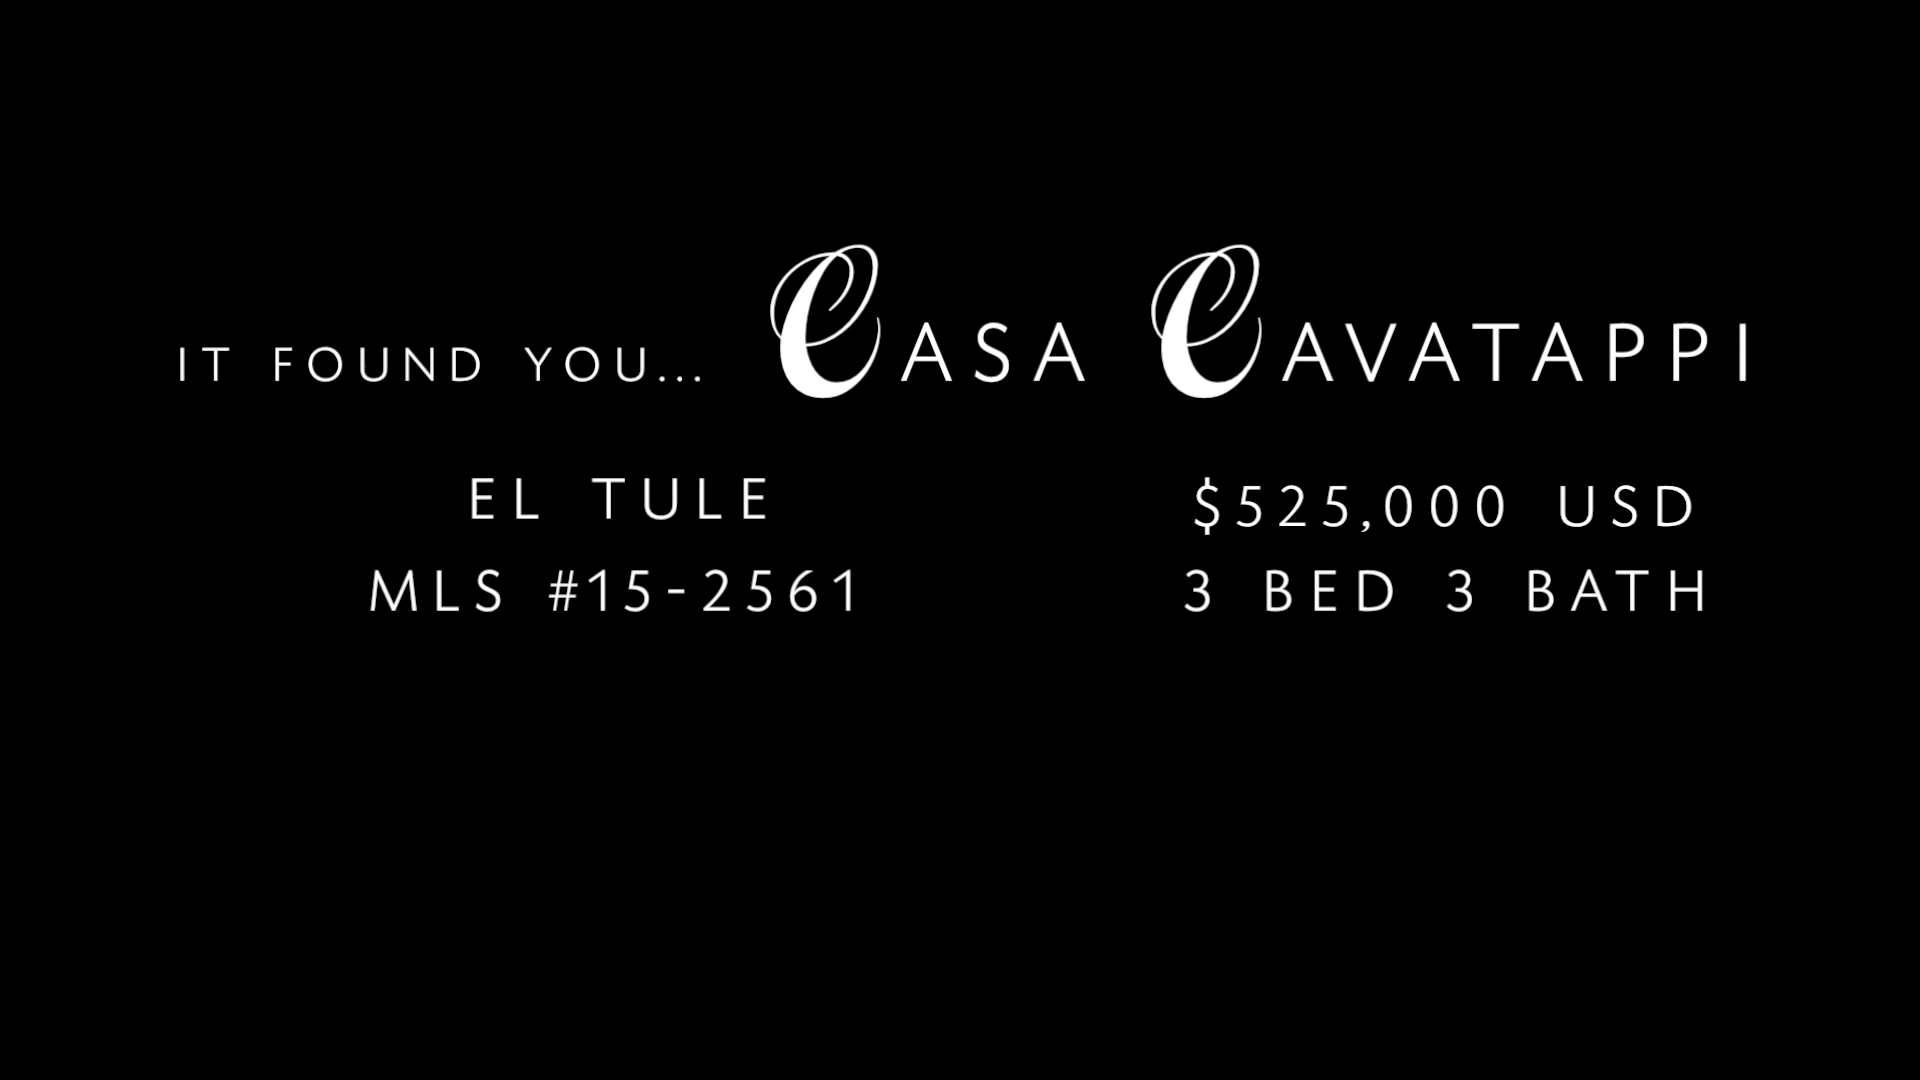 IT FOUND YOU... CASA CAVATAPPI
EL TULE
MLS #15-2561
$525,000 USD
3 BED 3 BATH